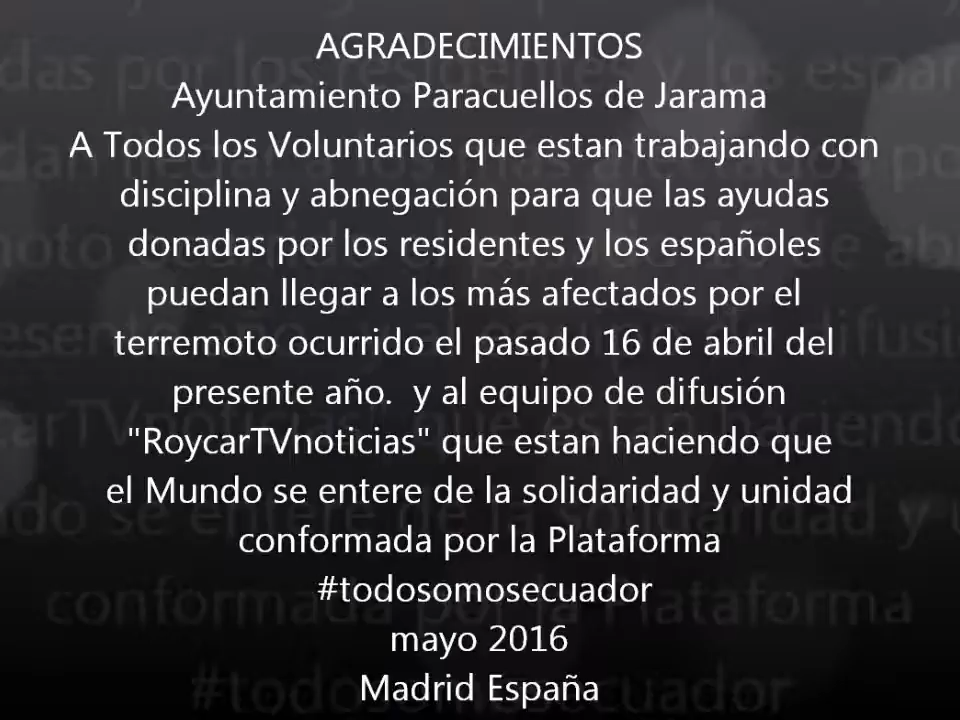 AGRADECIMIENTOS
Ayuntamiento Paracuellos de Jarama
A Todos los Voluntarios que estan trabajando con
disciplina y abnegación para que las ayudas
donadas por los residentes y los españoles
puedan llegar a los más afectados por el
terremoto ocurrido el pasado 16 de abril del
presente año.  y al equipo de difusión
"RoycarTVnoticias" que estan haciendo que
el Mundo se entere de la solidaridad y unidad
conformada por la Plataforma
#todosomosecuador
mayo 2016
Madrid España